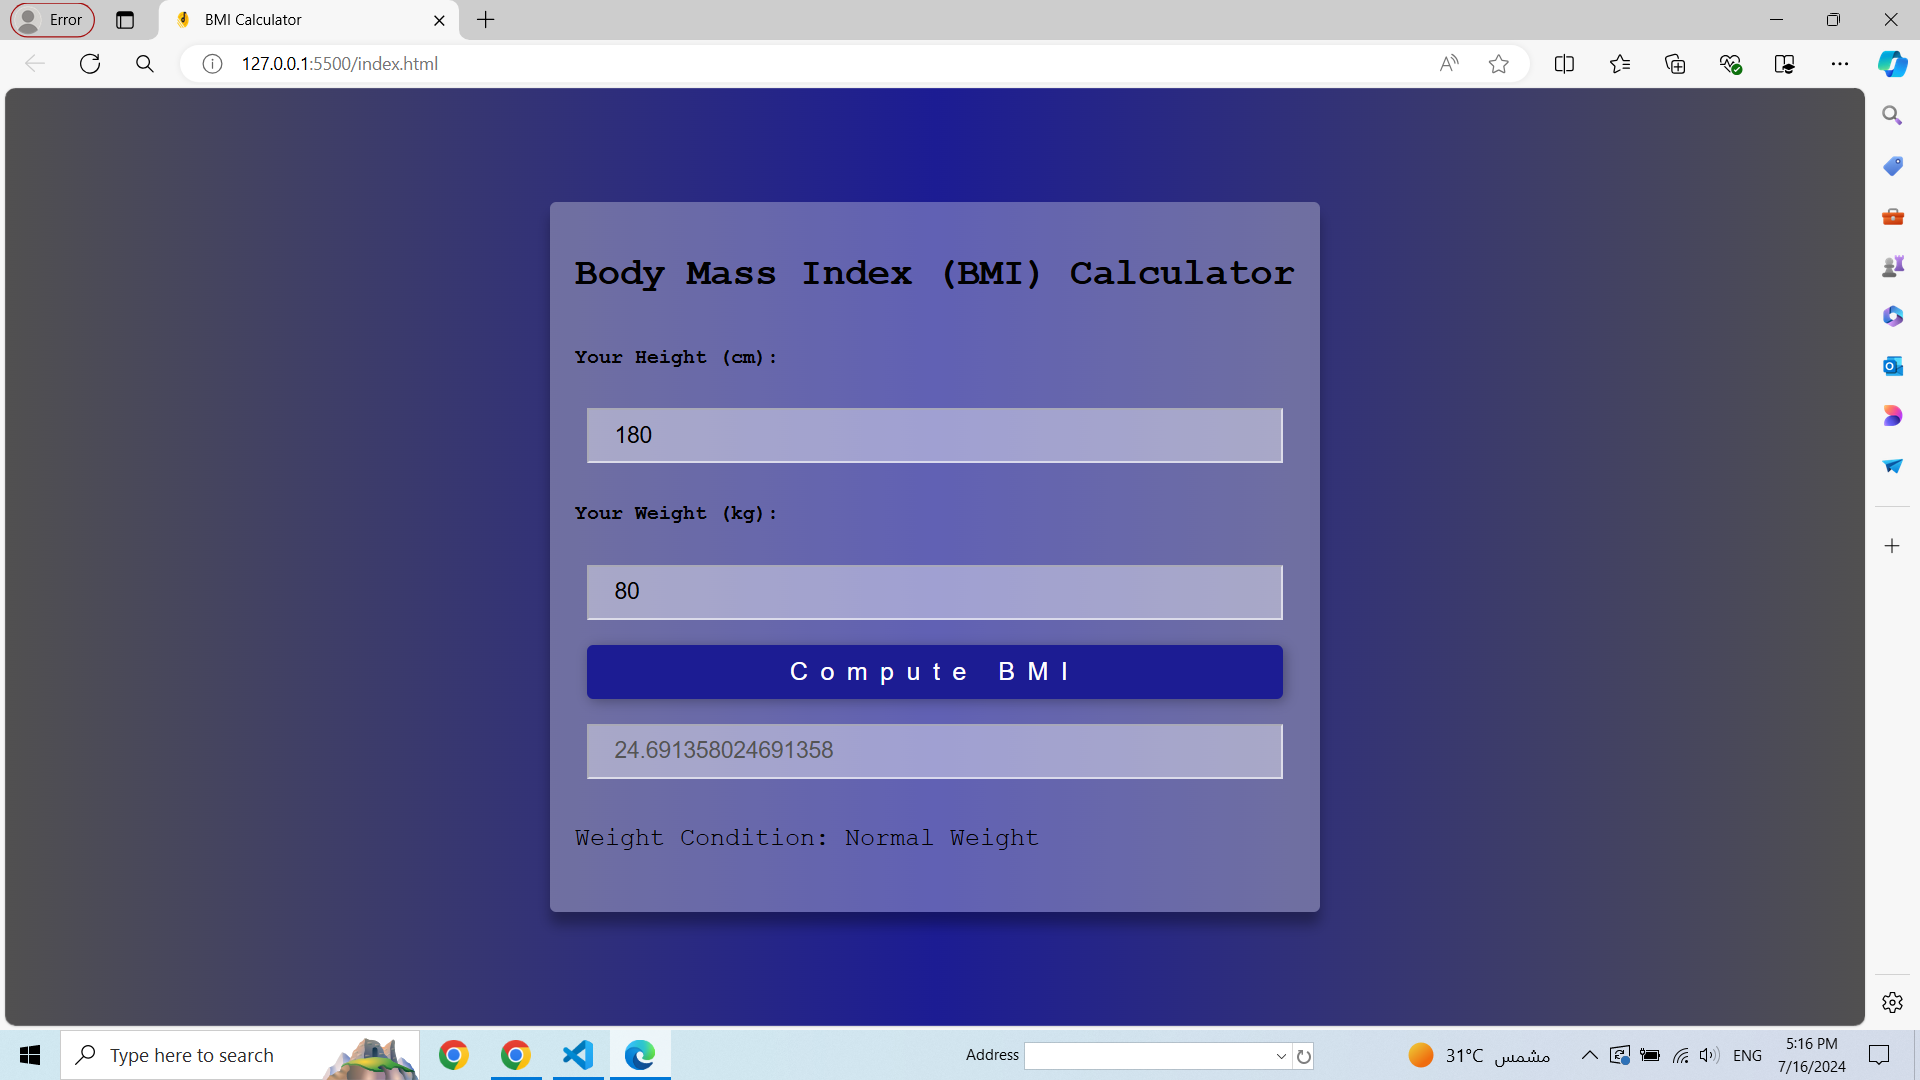 Error
BMI Calculator
127.0.0.1:5500/index.html
Body Mass Index (BMI) Calculator
Your Height (cm):
180
Your Weight (kg):
80
Compute BMI
24.691358024691358
Weight Condition: Normal Weight
Type here to search
Address
31°C مشمس
ENG
5:16 PM
7/16/2024